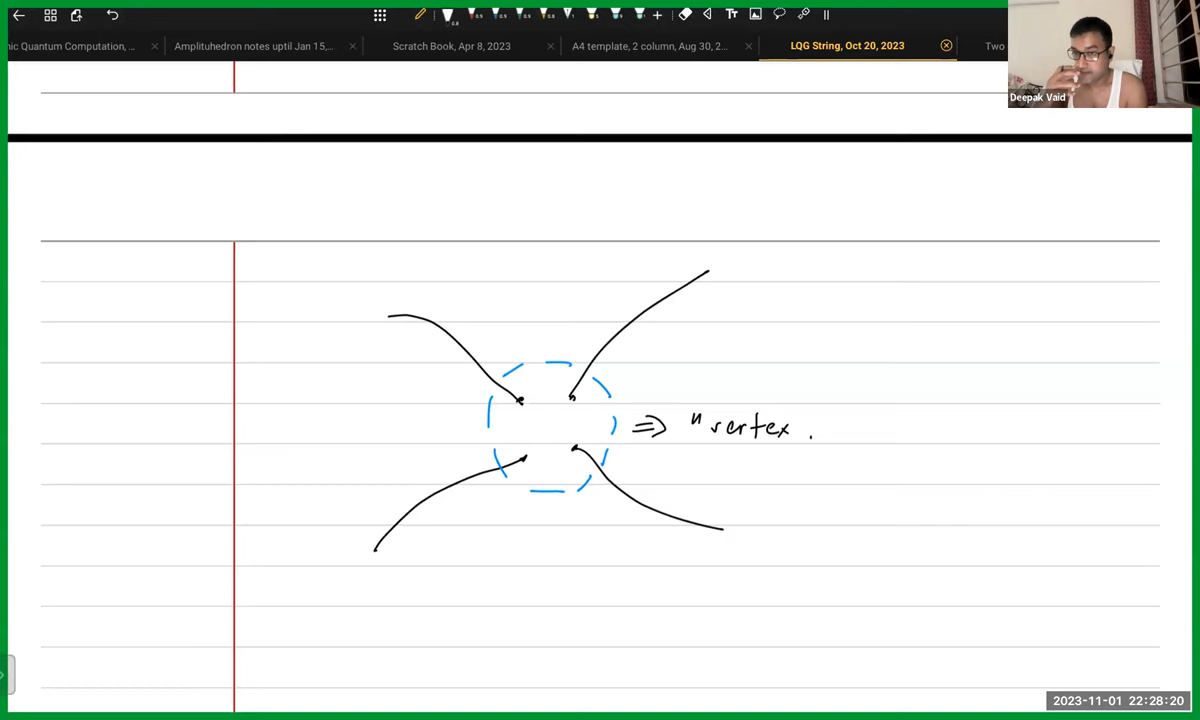 ic Quantum Computation, ...
Amplituhedron notes uptil Jan 15,...
Scratch Book, Apr 8, 2023
A4 template, 2 column, Aug 30, 2...
LQG String, Oct 20, 2023
Two
Tт
Deepak Vaid
⇒ "vertex.
2023-11-01 22:28:20